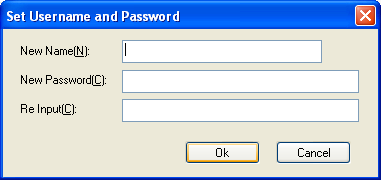 Set Username and Password
New Name(N):
New Password(C):
Re Input(C):
Ok Cancel